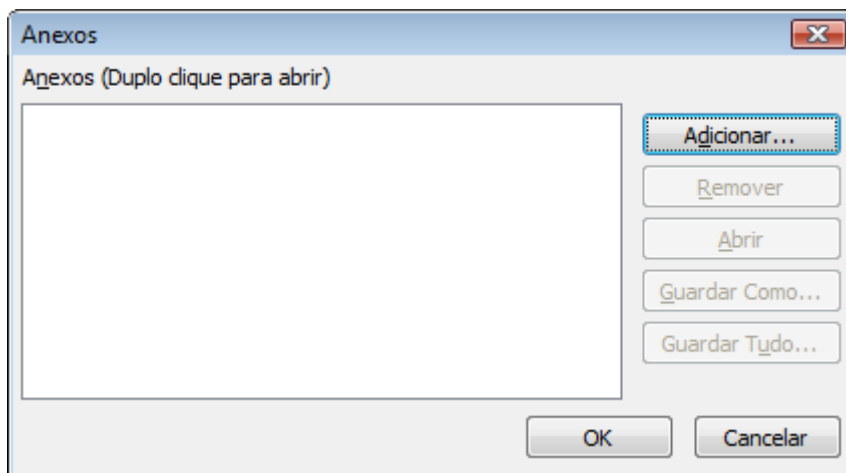 Anexos
Anexos (Duplo clique para abrir)
Adicionar...
Remover
Abrir
Guardar Como...
Guardar Tudo...
OK
Cancelar